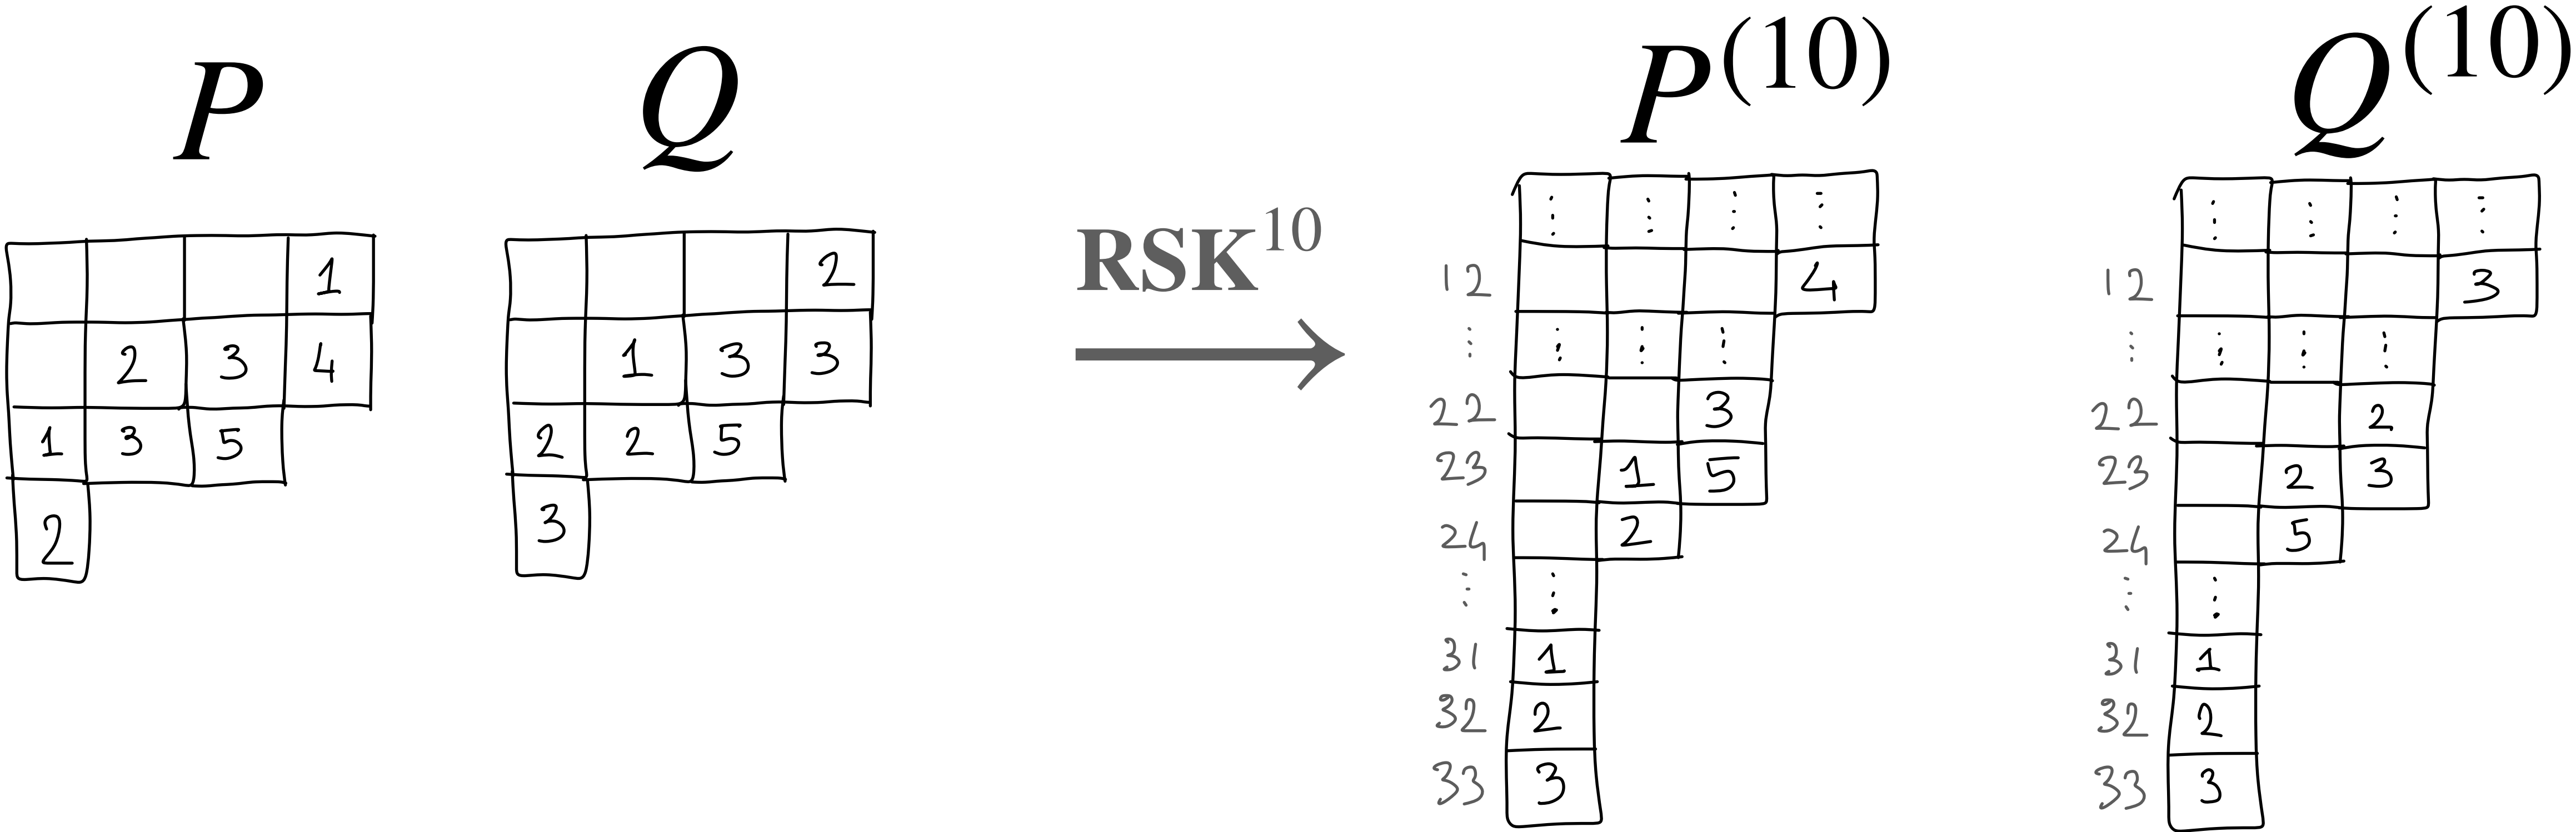 P Q RSK^10 P^(10) Q^(10)
1 2
2 3 4 1 3 3
1 3 5 2 2 5
2 3
⋮ ⋮ ⋮ ⋮ ⋮ ⋮ ⋮ ⋮
12 4 12 3
⋮ ⋮ ⋮ ⋮ ⋮ ⋮ ⋮ ⋮
22 3 22 2
23 1 5 23 2 3
24 2 24 5
⋮ ⋮ ⋮ ⋮
31 1 31 1
32 2 32 2
33 3 33 3